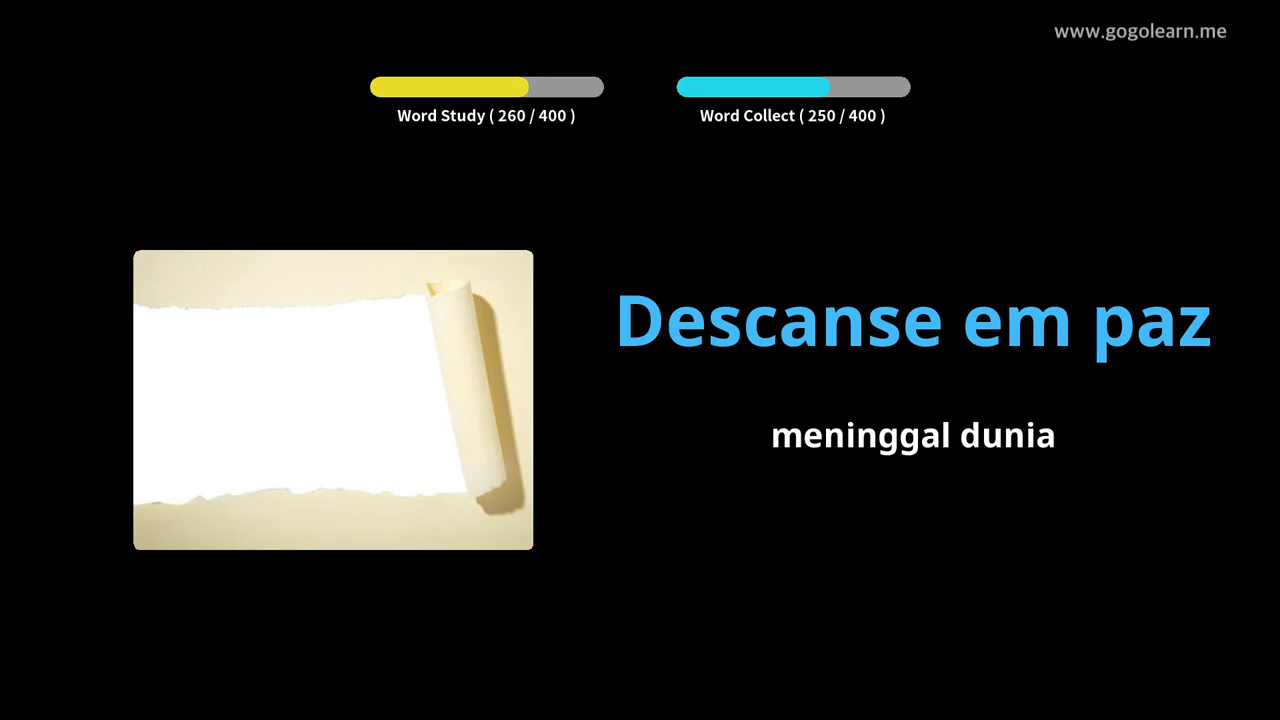 www.gogolearn.me
Word Study ( 260 / 400 )
Word Collect ( 250 / 400 )
Descanse em paz
meninggal dunia